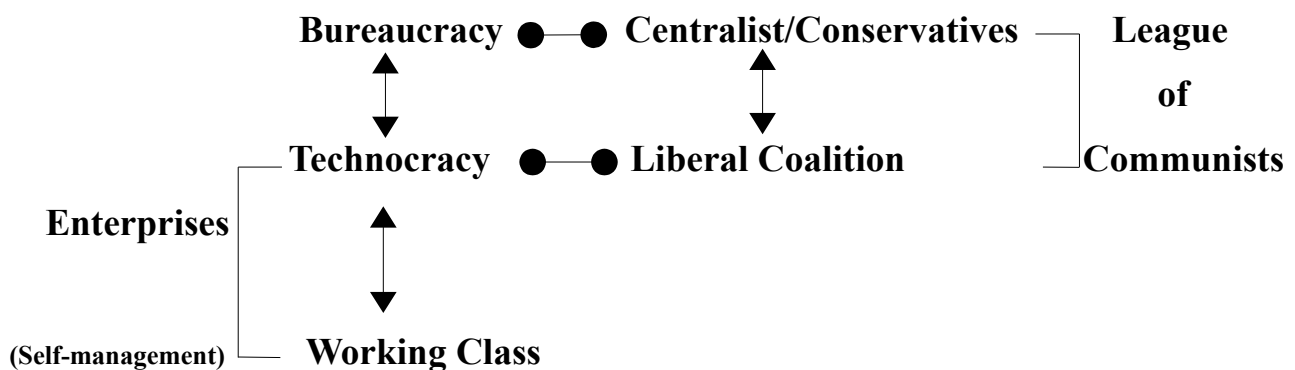 Bureaucracy Centralist/Conservatives League
of
Technocracy Liberal Coalition Communists
Enterprises
(Self-management) Working Class